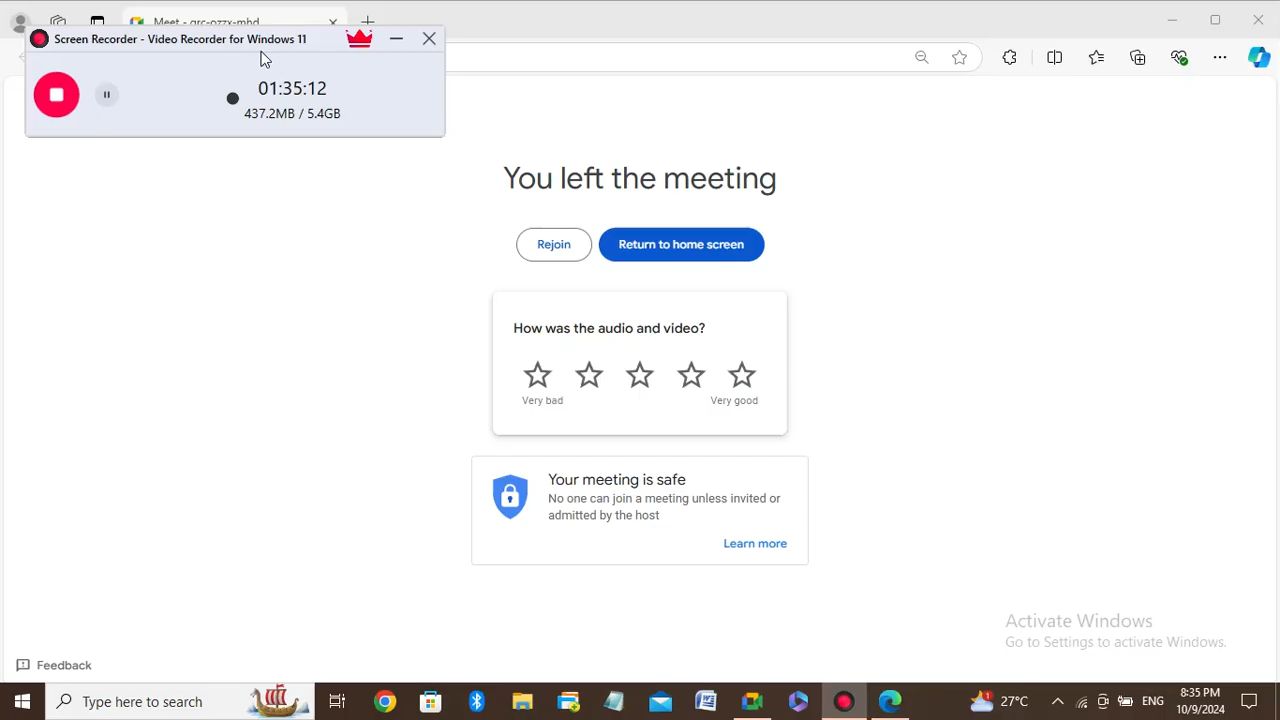 Meet - qrc-ozzx-mhd
Screen Recorder - Video Recorder for Windows 11
01:35:12
437.2MB / 5.4GB
You left the meeting
Rejoin
Return to home screen
How was the audio and video?
Very bad
Very good
Your meeting is safe
No one can join a meeting unless invited or
admitted by the host
Learn more
Activate Windows
Go to Settings to activate Windows.
Feedback
Type here to search
1
27°C
ENG
8:35 PM
10/9/2024